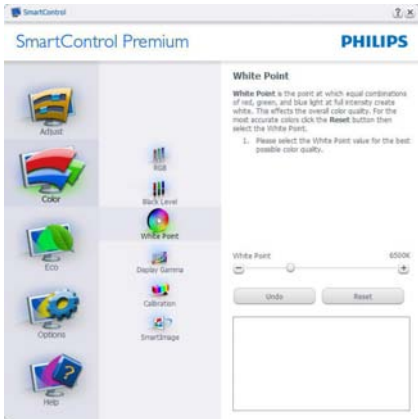 SmartControl
SmartControl Premium
PHILIPS
Adjust
Color
Eco
Options
Help
RGB
Black Level
White Point
Display Gamma
Calibration
SmartImage
White Point
White Point is the point at which equal combinations
of red, green, and blue light at full intensity create
white. This effects the overall color quality. For the
most accurate colors click the Reset button then
select the White Point.
1. Please select the White Point value for the best
possible color quality.
White Point 6500K
Undo Reset